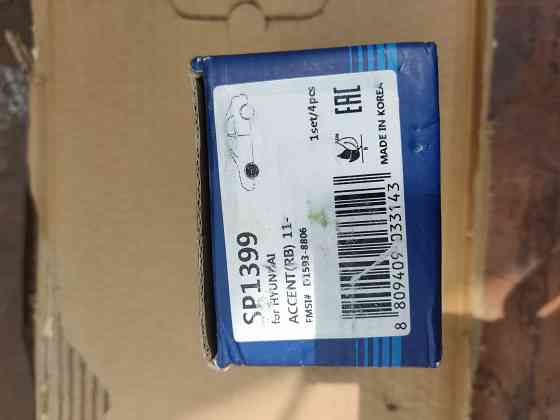 SP1399
for HYUNDAI
ACCENT(RB) 11-
FMSI# D1593-8806
1set/4pcs
EAC
MADE IN KOREA
8 809409 033143